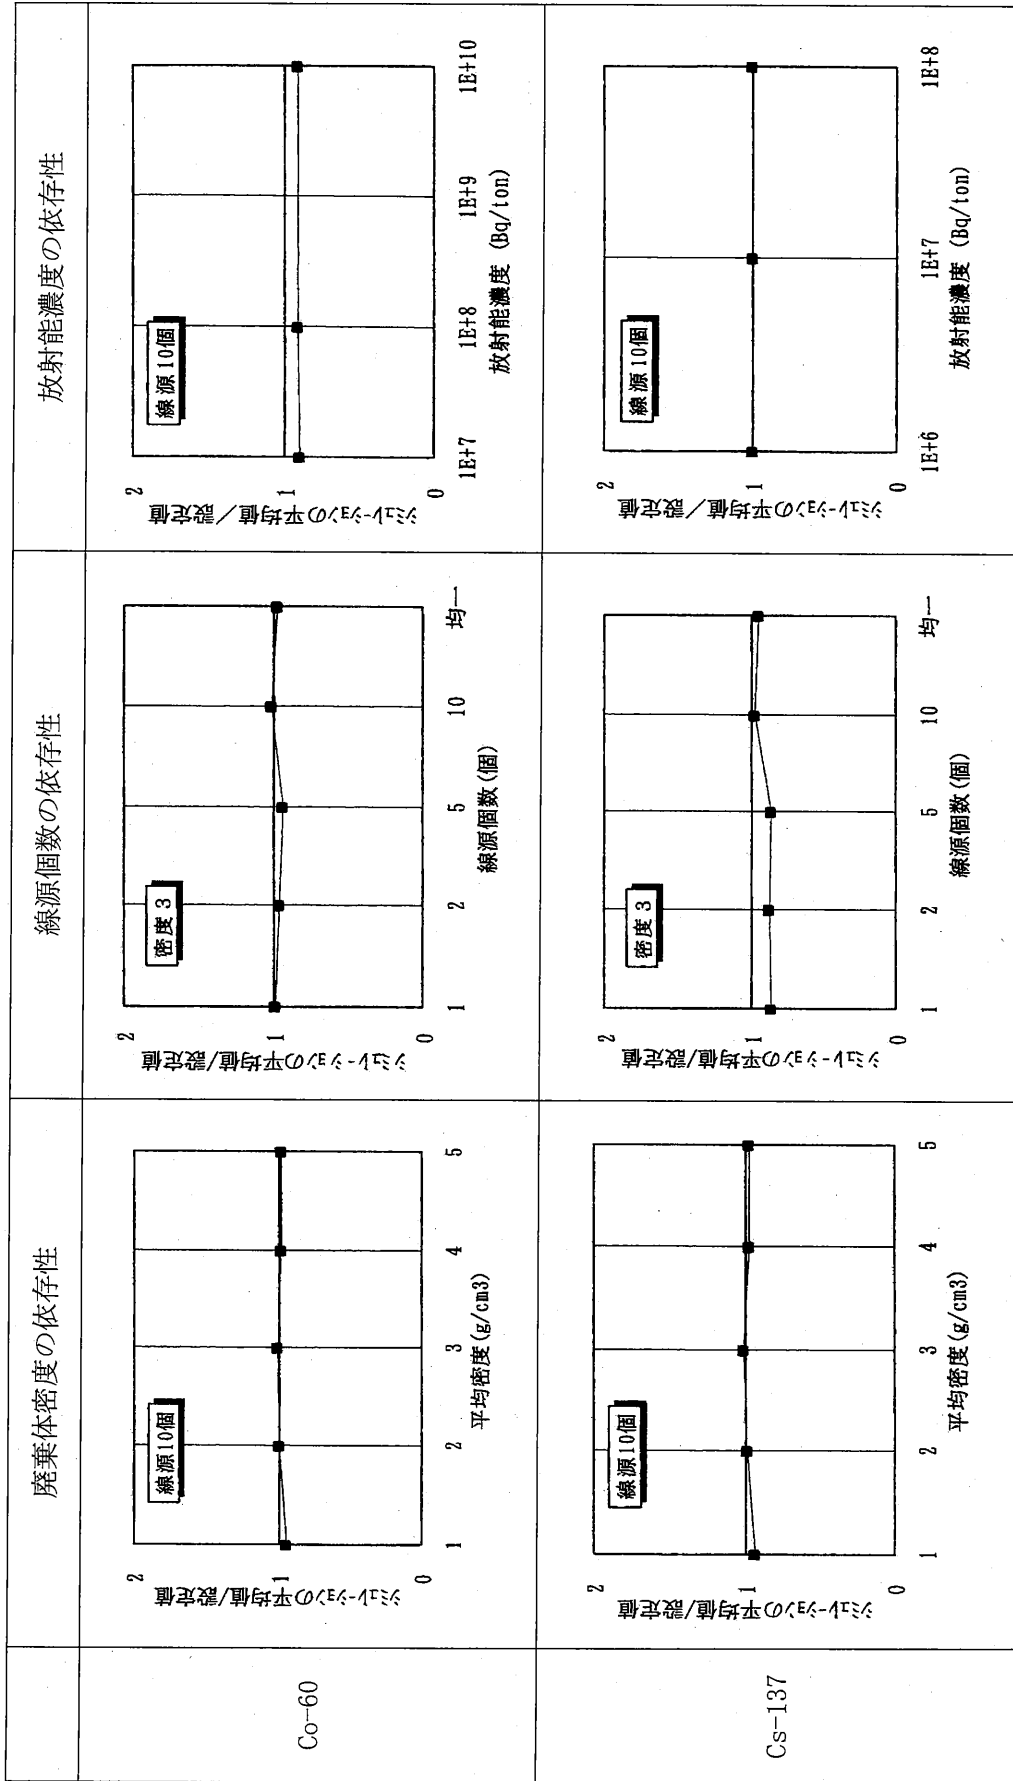 廃棄体密度の依存性
線源個数の依存性
放射能濃度の依存性
Co-60
シミュレーションの平均値/設定値
2
1
0
線源10個
1
2
3
4
5
平均密度(g/cm3)
シミュレーションの平均値/設定値
2
1
0
密度3
1
2
5
10
均一
線源個数(個)
シミュレーションの平均値／設定値
2
1
0
線源10個
1E+7
1E+8
1E+9
1E+10
放射能濃度 (Bq/ton)
Cs-137
シミュレーションの平均値/設定値
2
1
0
線源10個
1
2
3
4
5
平均密度(g/cm3)
シミュレーションの平均値/設定値
2
1
0
密度3
1
2
5
10
均一
線源個数(個)
シミュレーションの平均値／設定値
2
1
0
線源10個
1E+6
1E+7
1E+8
放射能濃度 (Bq/ton)